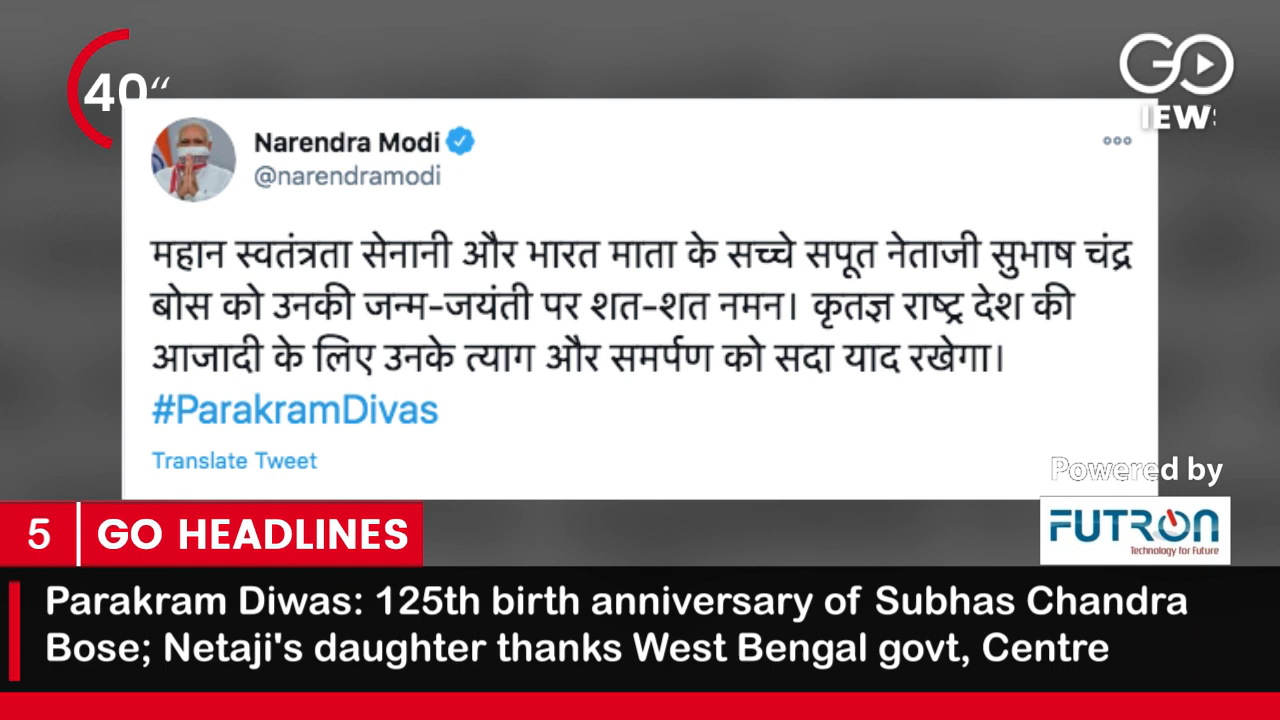 40“
GO
IEWS
Narendra Modi
@narendramodi
महान स्वतंत्रता सेनानी और भारत माता के सच्चे सपूत नेताजी सुभाष चंद्र
बोस को उनकी जन्म-जयंती पर शत-शत नमन। कृतज्ञ राष्ट्र देश की
आजादी के लिए उनके त्याग और समर्पण को सदा याद रखेगा।
#ParakramDivas
Translate Tweet
Powered by
FUTRON
Technology for Future
5 GO HEADLINES
Parakram Diwas: 125th birth anniversary of Subhas Chandra
Bose; Netaji's daughter thanks West Bengal govt, Centre